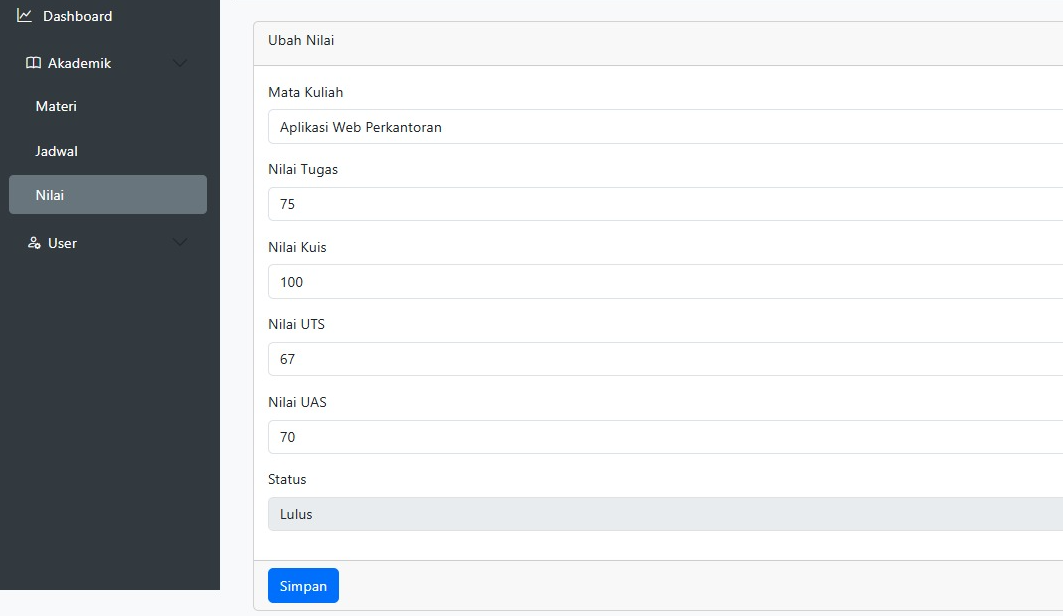 Dashboard
Akademik
Materi
Jadwal
Nilai
User
Ubah Nilai
Mata Kuliah
Aplikasi Web Perkantoran
Nilai Tugas
75
Nilai Kuis
100
Nilai UTS
67
Nilai UAS
70
Status
Lulus
Simpan